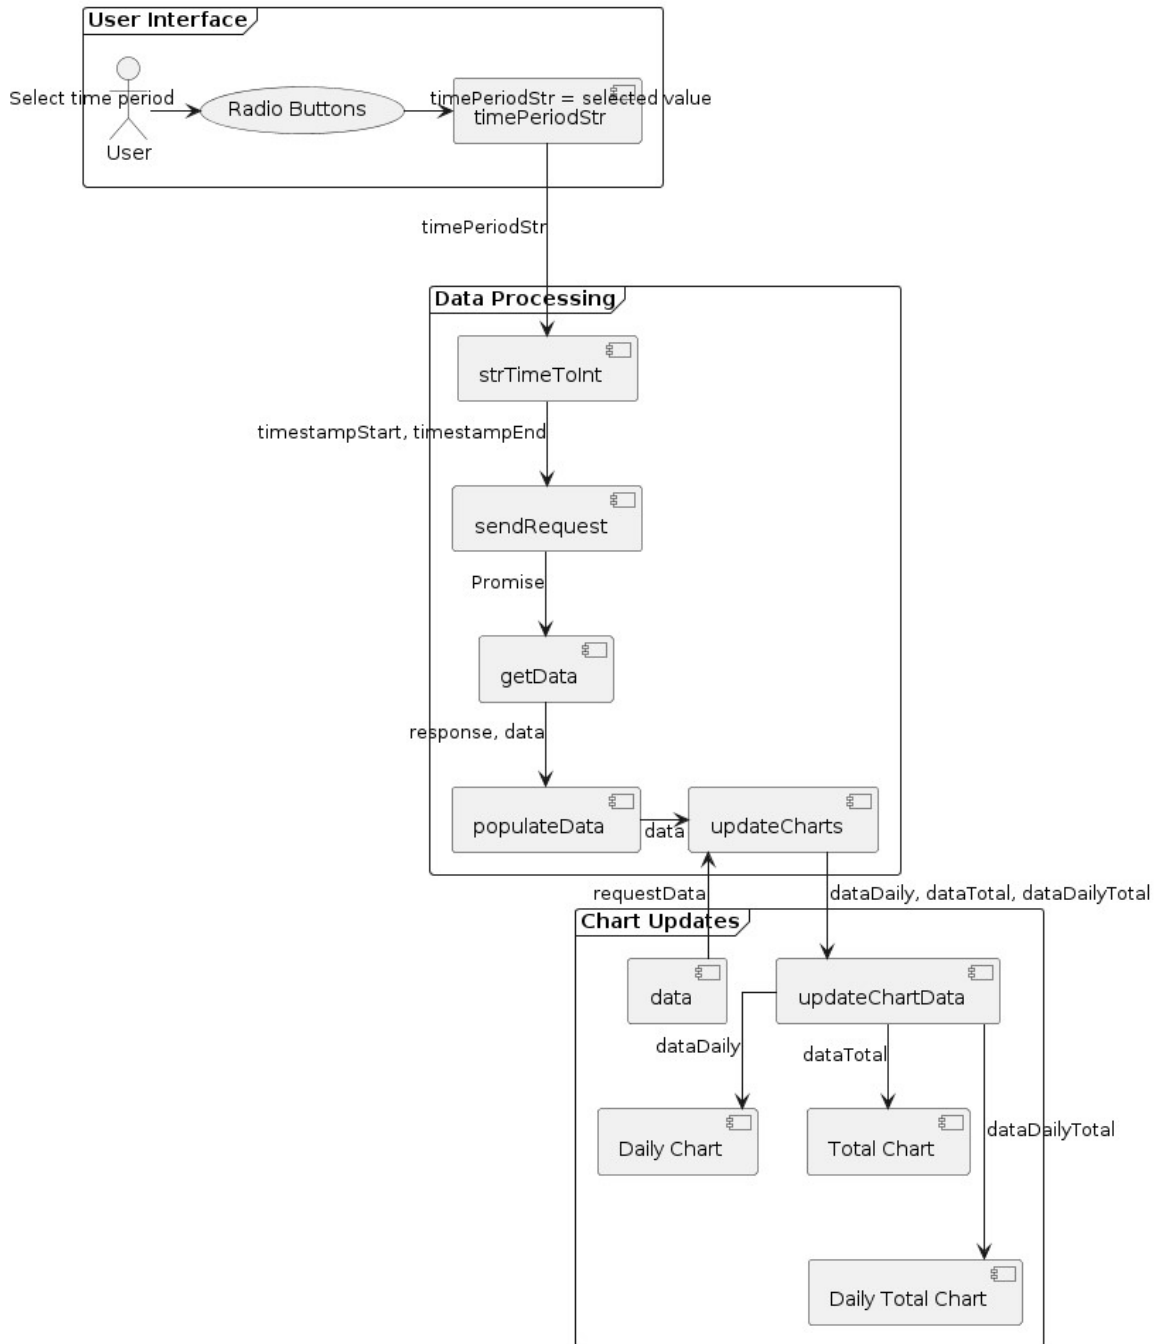 User Interface
Select time period
Radio Buttons
timePeriodStr = selected value
timePeriodStr
User
timePeriodStr
Data Processing
strTimeToInt
timestampStart, timestampEnd
sendRequest
Promise
getData
response, data
populateData
data
updateCharts
requestData
dataDaily, dataTotal, dataDailyTotal
Chart Updates
data
updateChartData
dataDaily
dataTotal
dataDailyTotal
Daily Chart
Total Chart
Daily Total Chart